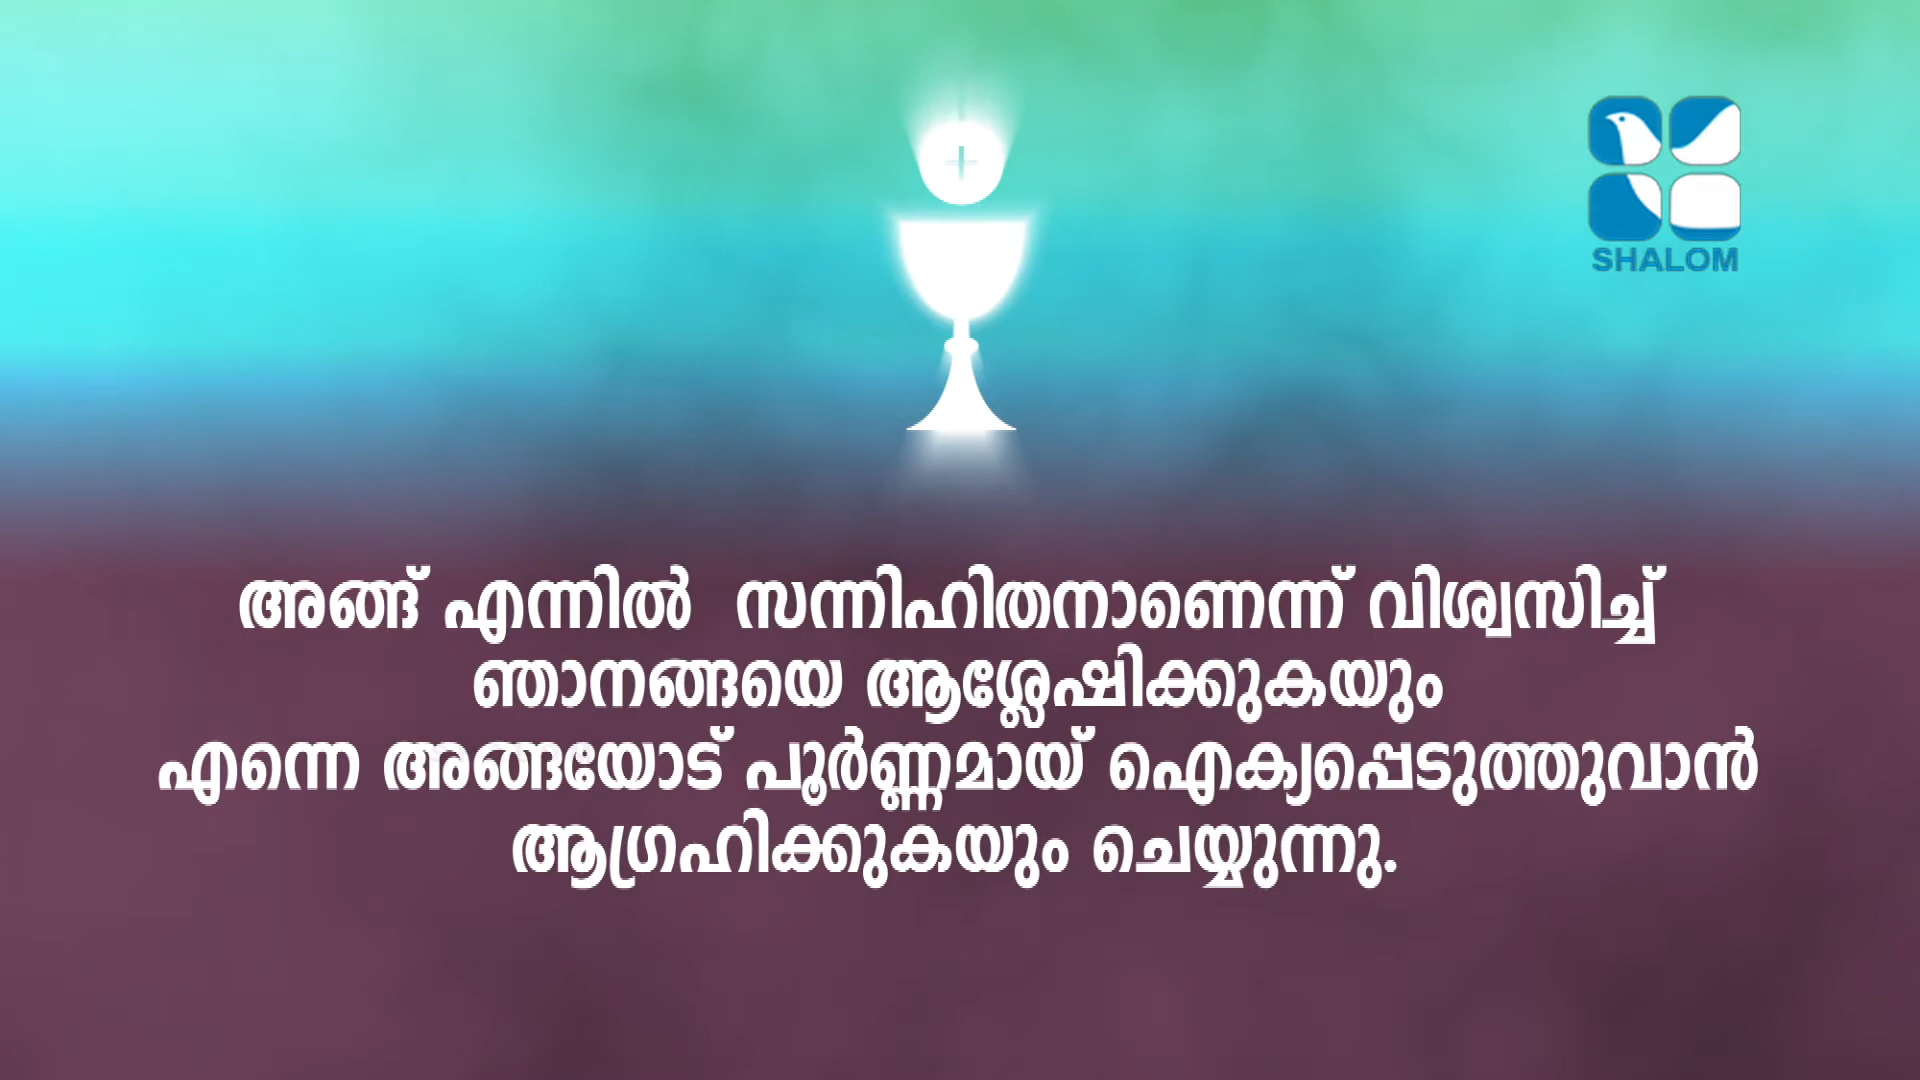 SHALOM
അങ്ങ് എന്നിൽ സന്നിഹിതനാണെന്ന് വിശ്വസിച്ച്
ഞാനങ്ങയെ ആശ്ലേഷിക്കുകയും
എന്നെ അങ്ങയോട് പൂർണ്ണമായ് ഐക്യപ്പെടുത്തുവാൻ
ആഗ്രഹിക്കുകയും ചെയ്യുന്നു.